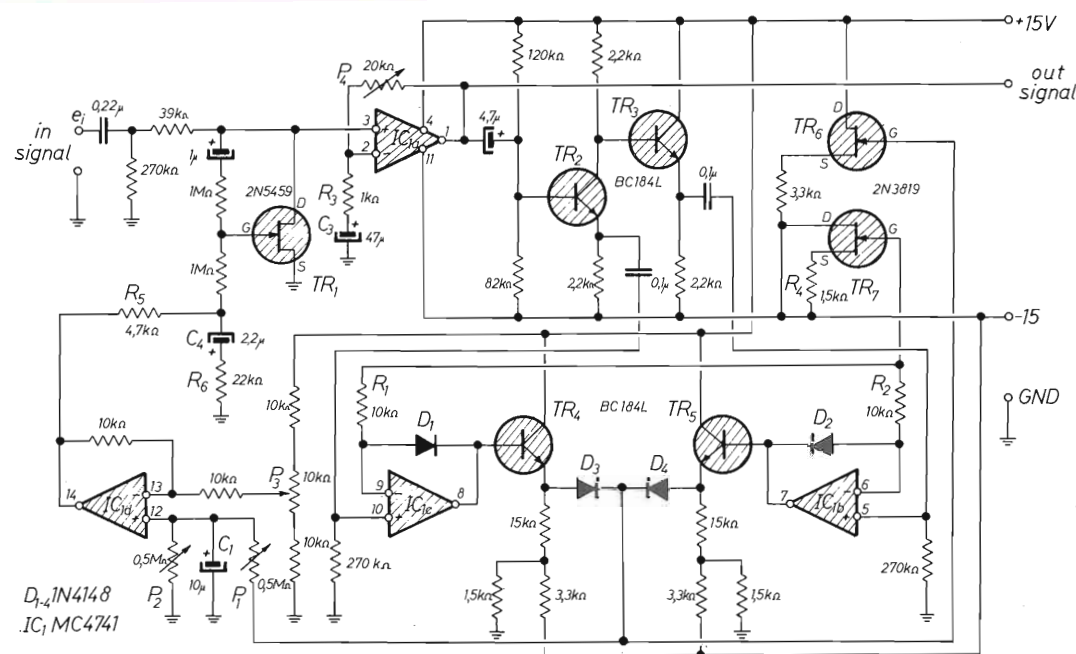 +15V
120kΩ
2,2kΩ
20kΩ
P4
out
signal
in
signal
ei
0,22μ
39kΩ
3
+
4
IC1a
1
2
−
11
4,7μ
+
TR3
BC184L
TR2
TR6
D
G
S
2N3819
3,3kΩ
270kΩ
1μ
+
1MΩ
2N5459
D
G
S
TR1
R3
1kΩ
C3
+
47μ
0,1μ
D
G
S
TR7
R4
1,5kΩ
1MΩ
82kΩ
2,2kΩ
0,1μ
2,2kΩ
R5
4,7kΩ
C4
+
2,2μ
R6
22kΩ
-15
GND
10kΩ
R1
10kΩ
D1
TR4
BC184L
TR5
D2
R2
10kΩ
10kΩ
14
IC1d
13
−
12
+
10kΩ
P3
10kΩ
9
−
10
+
IC1c
8
D3
D4
7
IC1b
6
−
5
+
0,5MΩ
P2
C1
+
10μ
P1
0,5MΩ
10kΩ
270 kΩ
15kΩ
15kΩ
270kΩ
1,5kΩ
3,3kΩ
3,3kΩ
1,5kΩ
D1-4 1N4148
IC1 MC4741